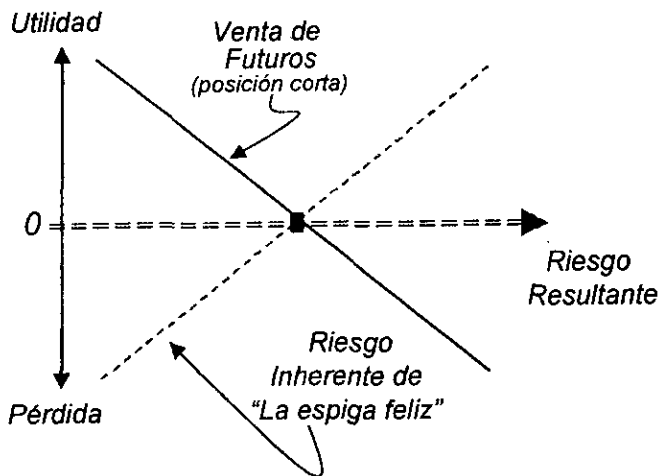 Utilidad
Venta de
Futuros
(posición corta)
0
Riesgo
Resultante
Riesgo
Inherente de
"La espiga feliz"
Pérdida